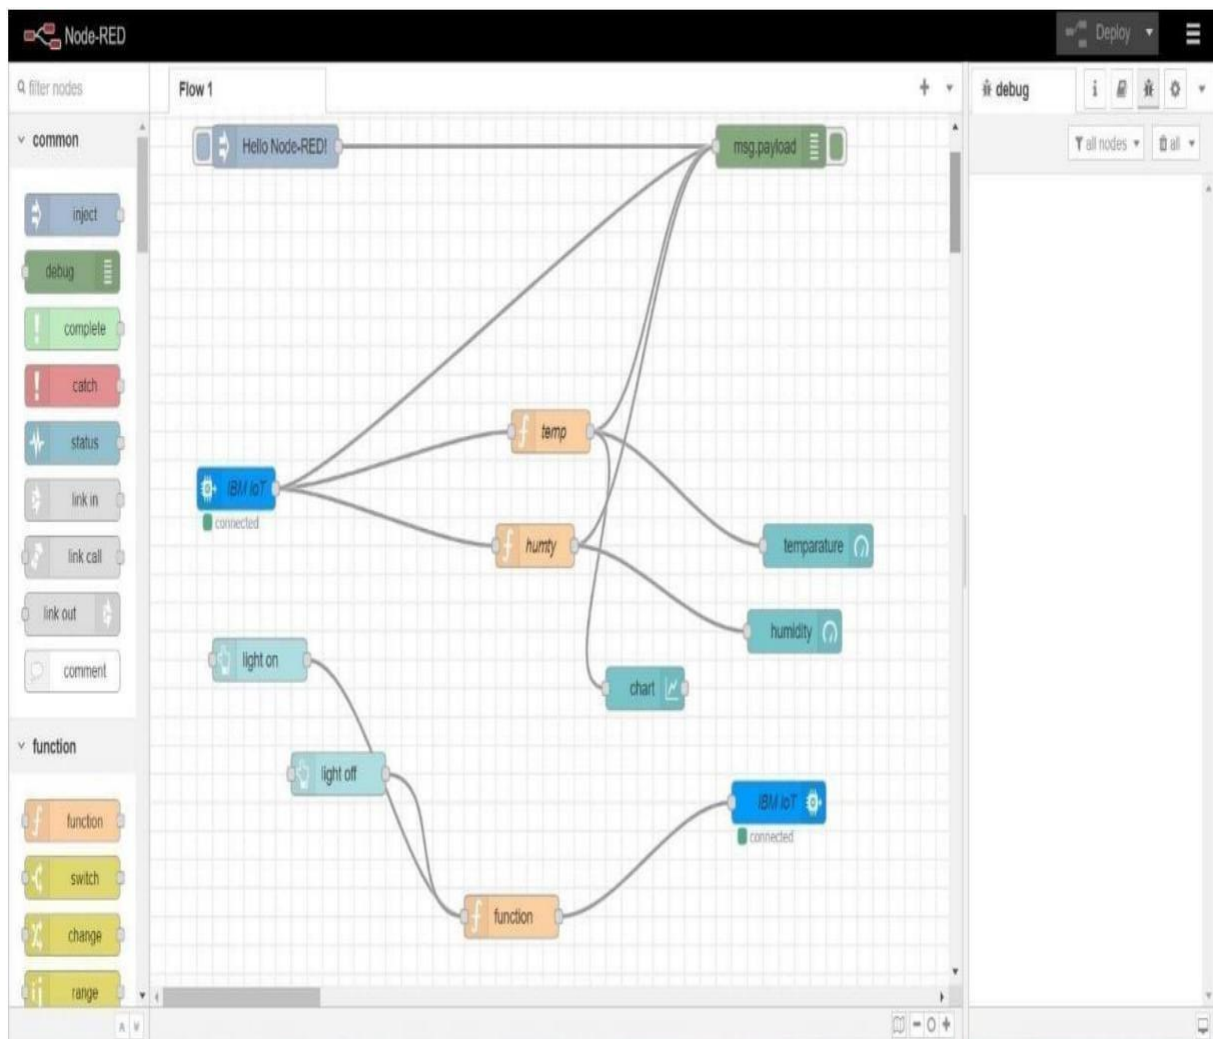 Node-RED
Deploy
filter nodes
Flow 1
debug
i
common
Hello Node-RED!
msg.payload
all nodes
all
inject
debug
complete
catch
temp
status
IBM IoT
link in
connected
humty
temparature
link call
link out
humidity
light on
comment
chart
function
light off
IBM IoT
connected
function
switch
function
change
range